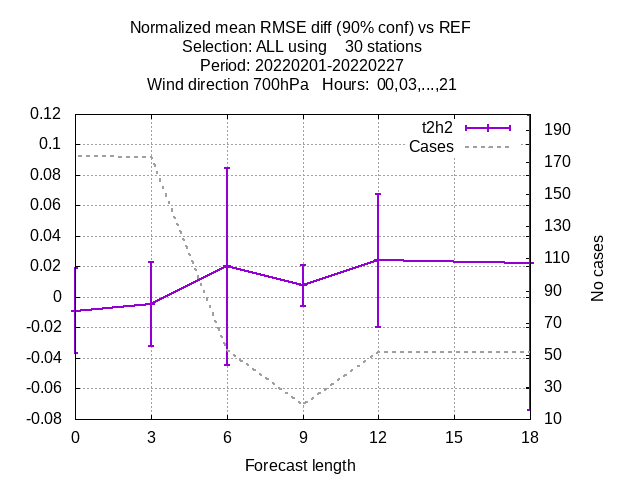 Normalized mean RMSE diff (90% conf) vs REF
Selection: ALL using    30 stations
Period: 20220201-20220227
Wind direction 700hPa   Hours:  00,03,...,21
t2h2
Cases
0.12
0.1
0.08
0.06
0.04
0.02
0
-0.02
-0.04
-0.06
-0.08
190
170
150
130
110
90
70
50
30
10
No cases
0 3 6 9 12 15 18
Forecast length